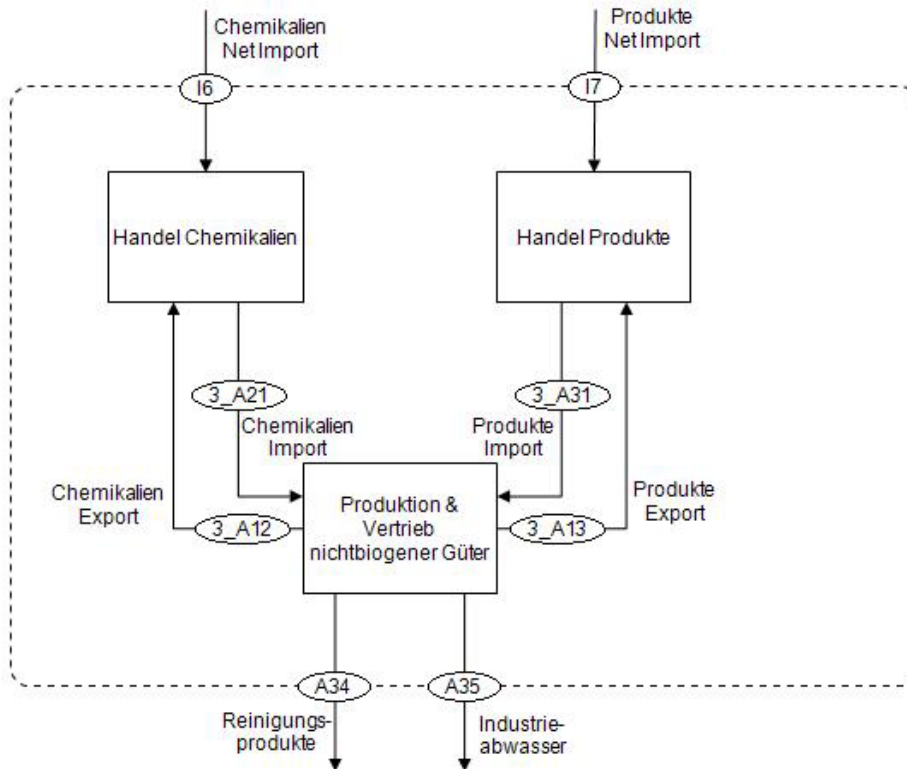 Chemikalien
Net Import
Produkte
Net Import
I6
I7
Handel Chemikalien
Handel Produkte
3_A21
3_A31
Chemikalien
Import
Produkte
Import
Chemikalien
Export
Produktion &
Vertrieb
nichtbiogener Güter
Produkte
Export
3_A12
3_A13
A34
A35
Reinigungs-
produkte
Industrie-
abwasser